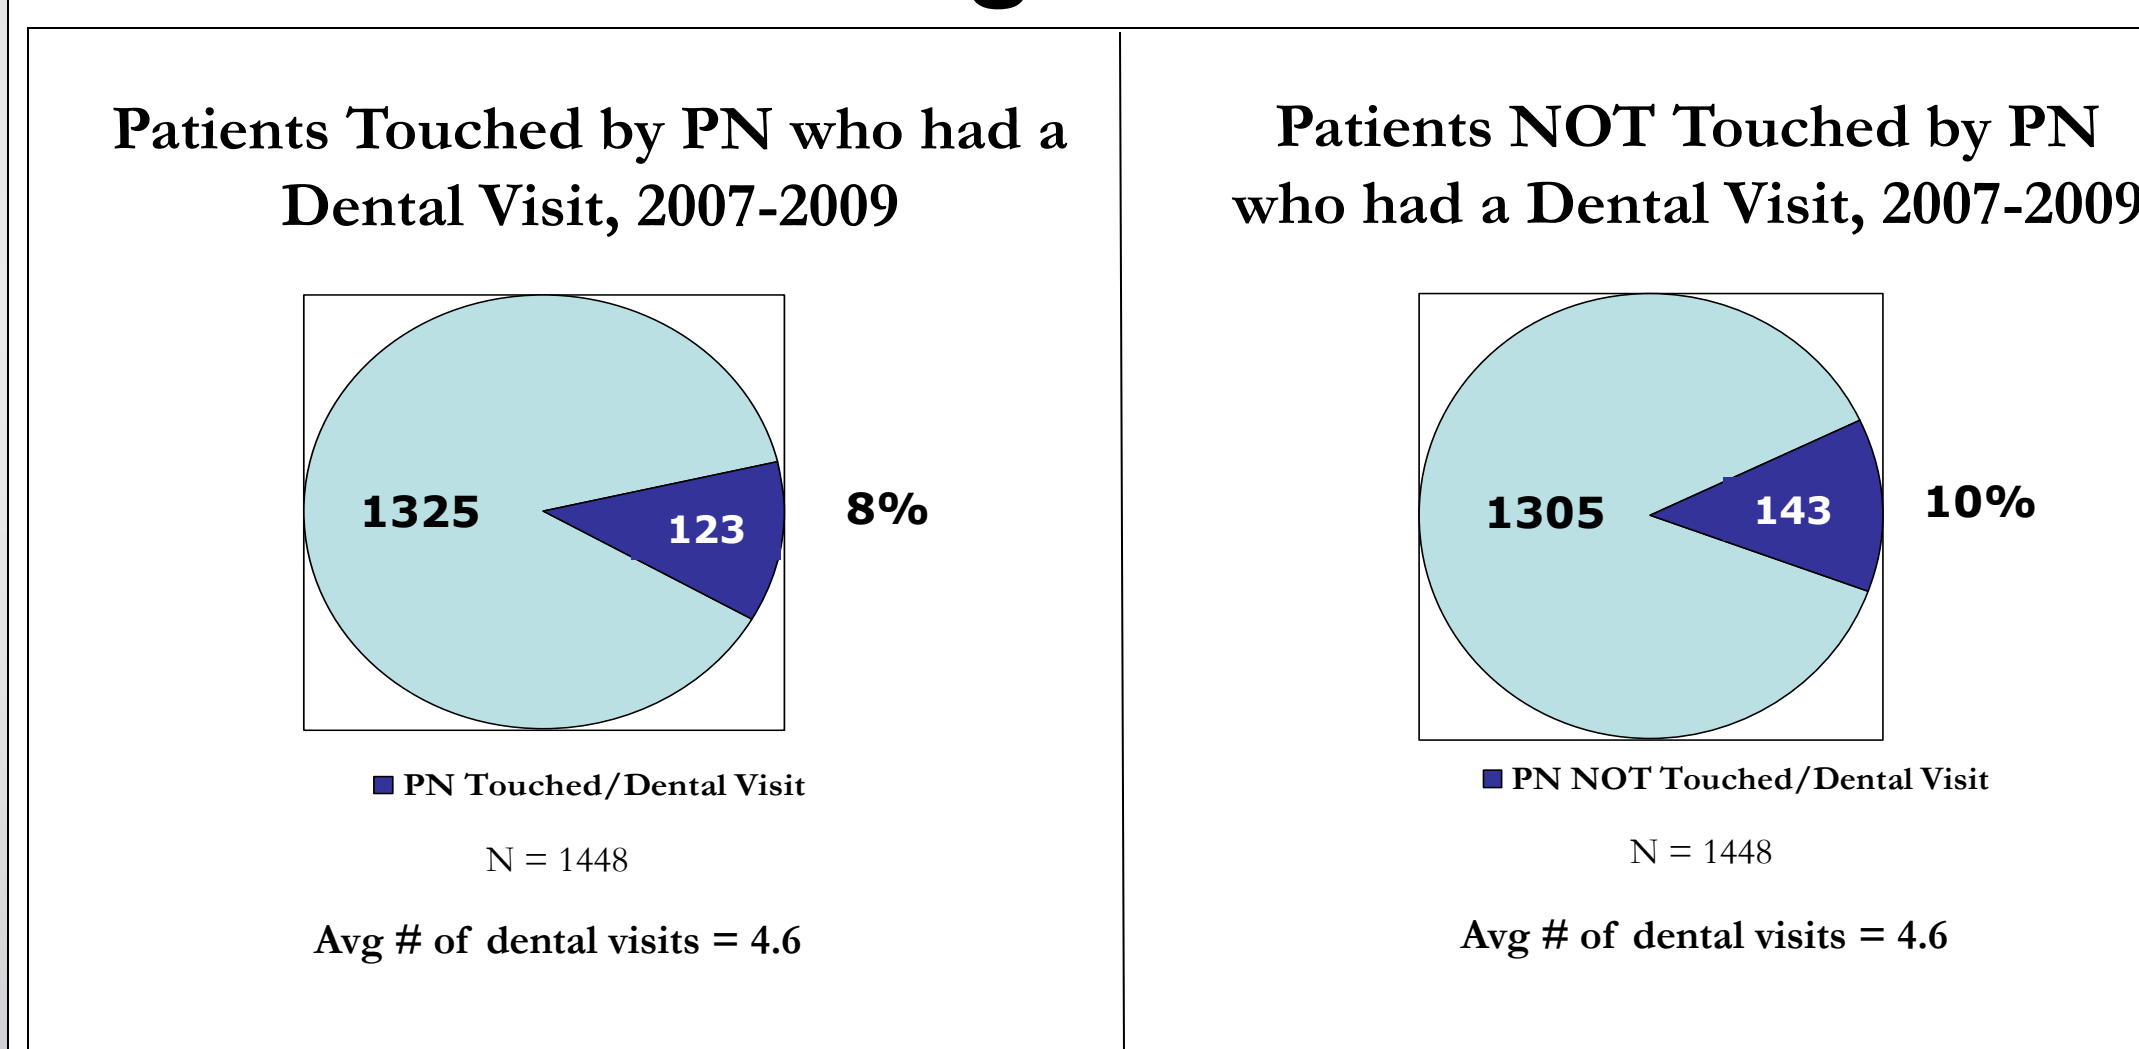 Patients Touched by PN who had a
Dental Visit, 2007-2009
1325
123
8%
PN Touched/Dental Visit
N = 1448
Avg # of dental visits = 4.6
Patients NOT Touched by PN
who had a Dental Visit, 2007-2009
1305
143
10%
PN NOT Touched/Dental Visit
N = 1448
Avg # of dental visits = 4.6